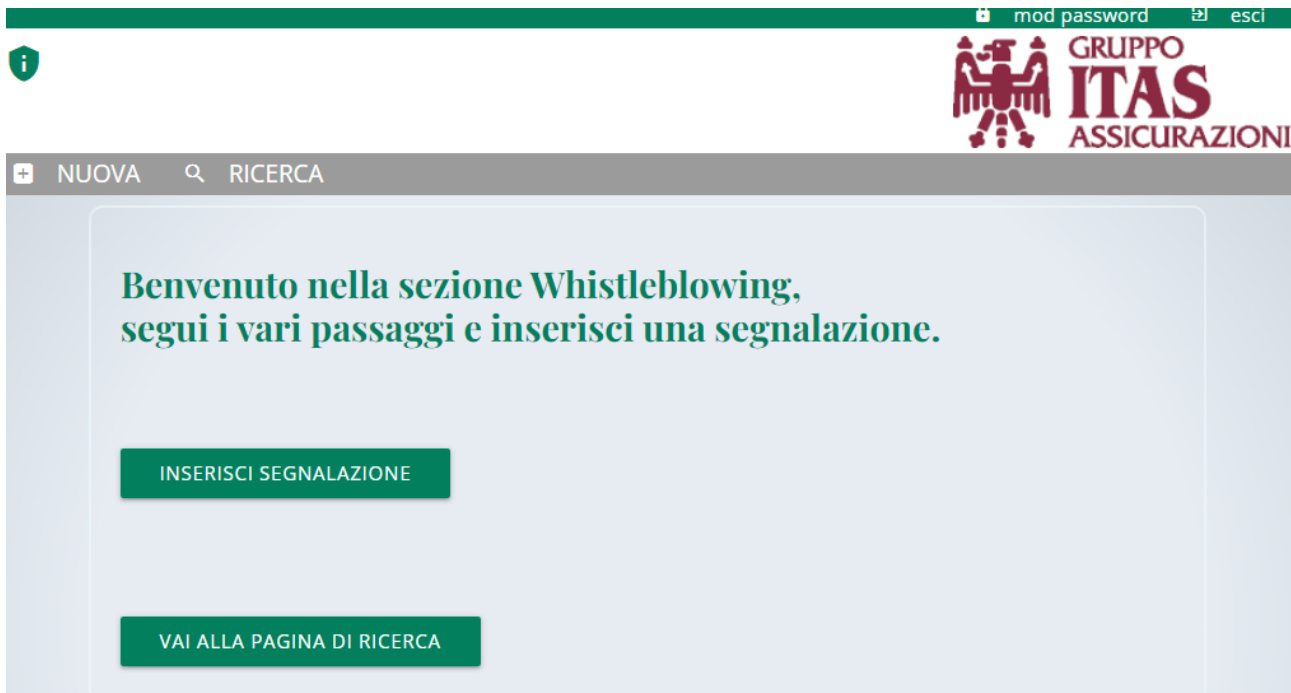 mod password esci
GRUPPO
ITAS
ASSICURAZIONI
NUOVA RICERCA
Benvenuto nella sezione Whistleblowing,
segui i vari passaggi e inserisci una segnalazione.
INSERISCI SEGNALAZIONE
VAI ALLA PAGINA DI RICERCA